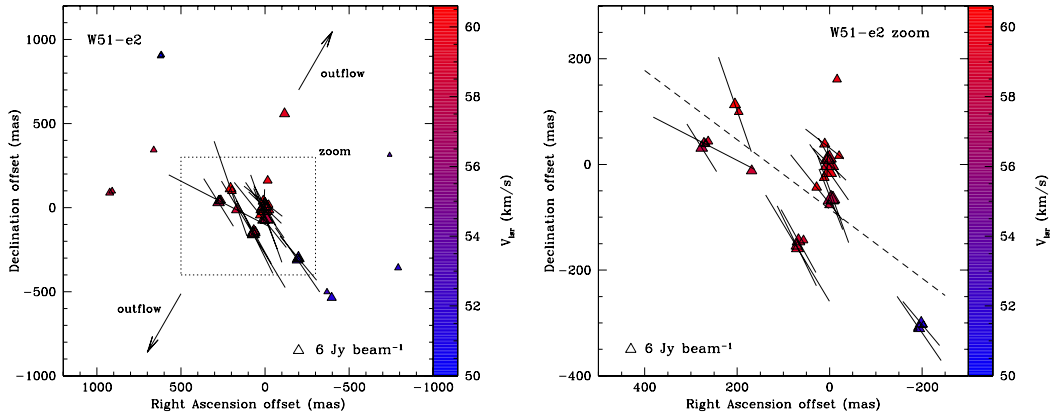 W51-e2
outflow
zoom
outflow
△ 6 Jy beam⁻¹
1000
500
0
−500
−1000
1000
500
0
−500
−1000
Declination offset (mas)
Right Ascension offset (mas)
60
58
56
54
52
50
V_lsr (km/s)
W51-e2 zoom
△ 6 Jy beam⁻¹
200
0
−200
−400
400
200
0
−200
Declination offset (mas)
Right Ascension offset (mas)
60
58
56
54
52
50
V_lsr (km/s)